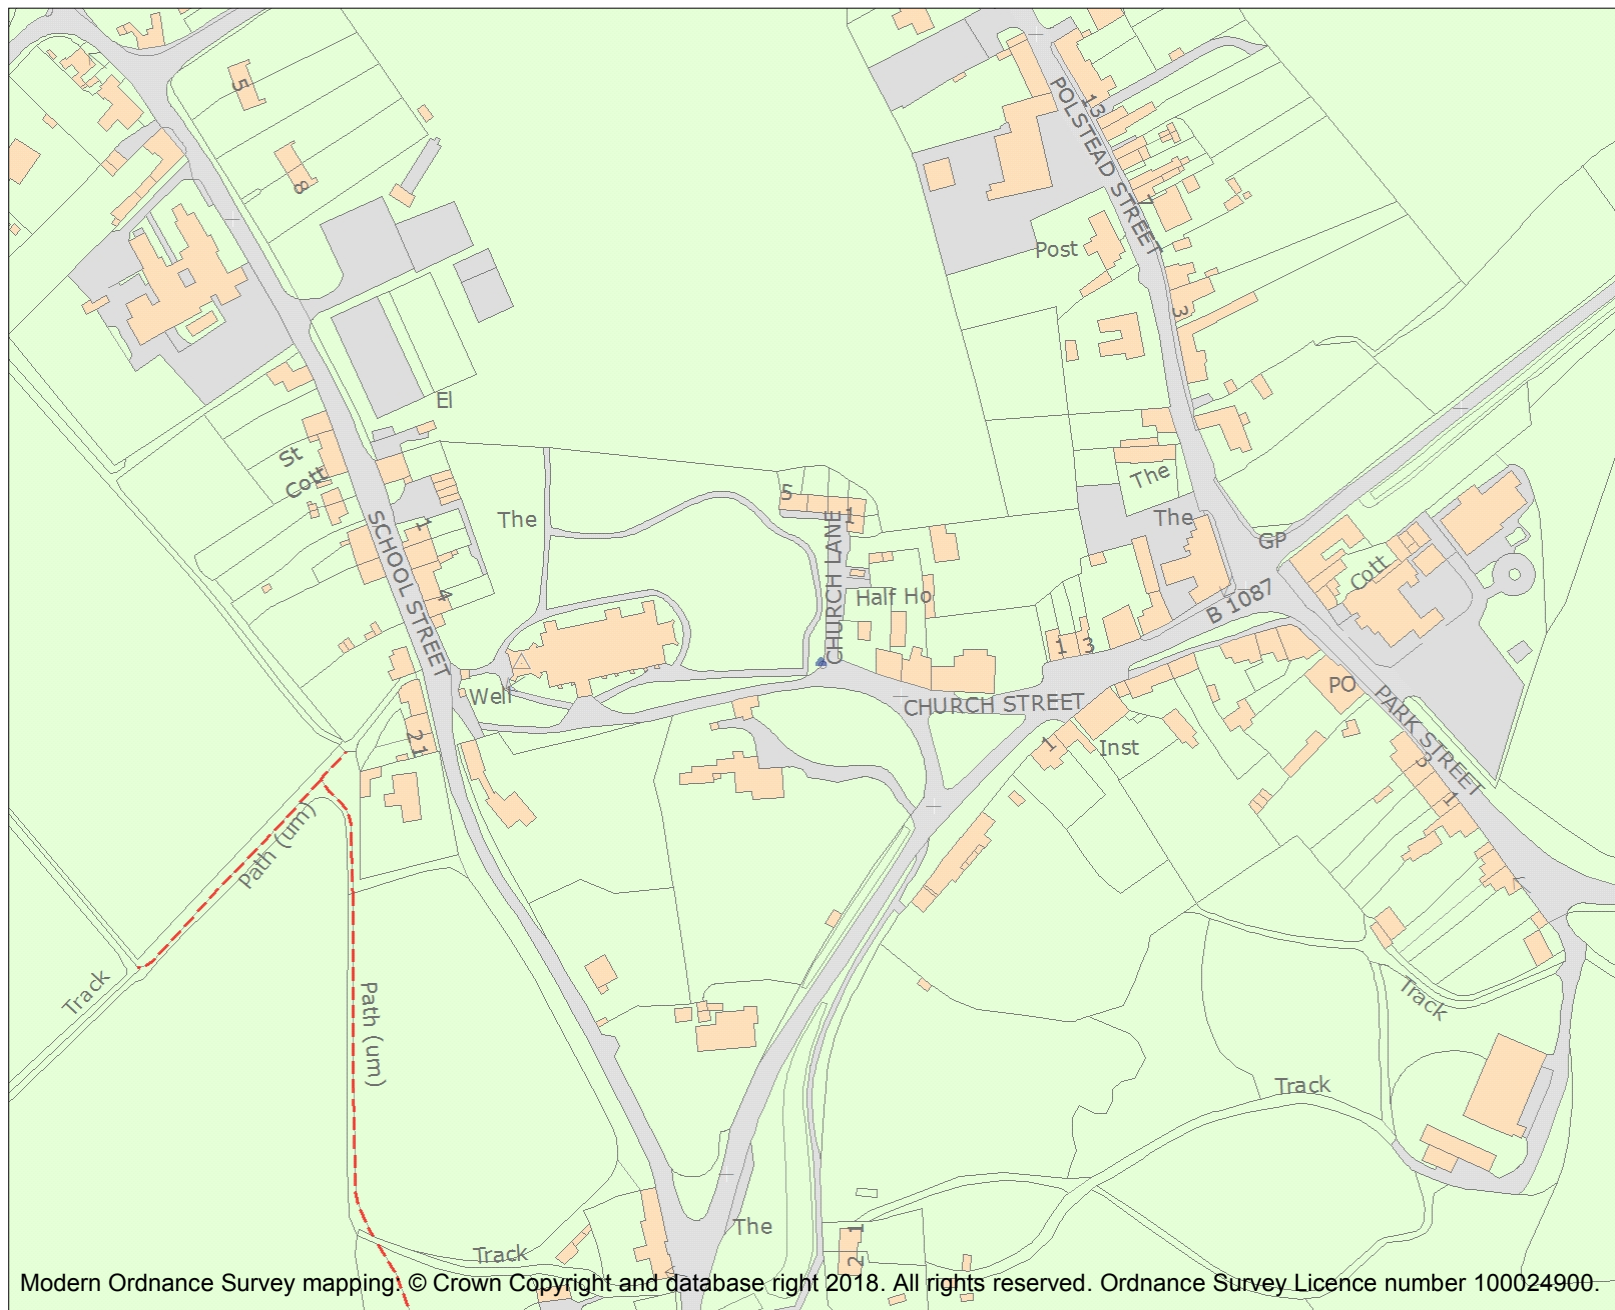 5
8
13
POLSTEAD STREET
7
Post
3
El
St
Cott
The
5
1
The
The
GP
SCHOOL STREET
1
4
CHURCH LANE
Half Ho
B 1087
Cott
1
3
Well
CHURCH STREET
PO
PARK STREET
2 1
1
Inst
3
1
Path (um)
Track
Path (um)
Track
Track
The
Track
1
2
Modern Ordnance Survey mapping: © Crown Copyright and database right 2018. All rights reserved. Ordnance Survey Licence number 100024900.